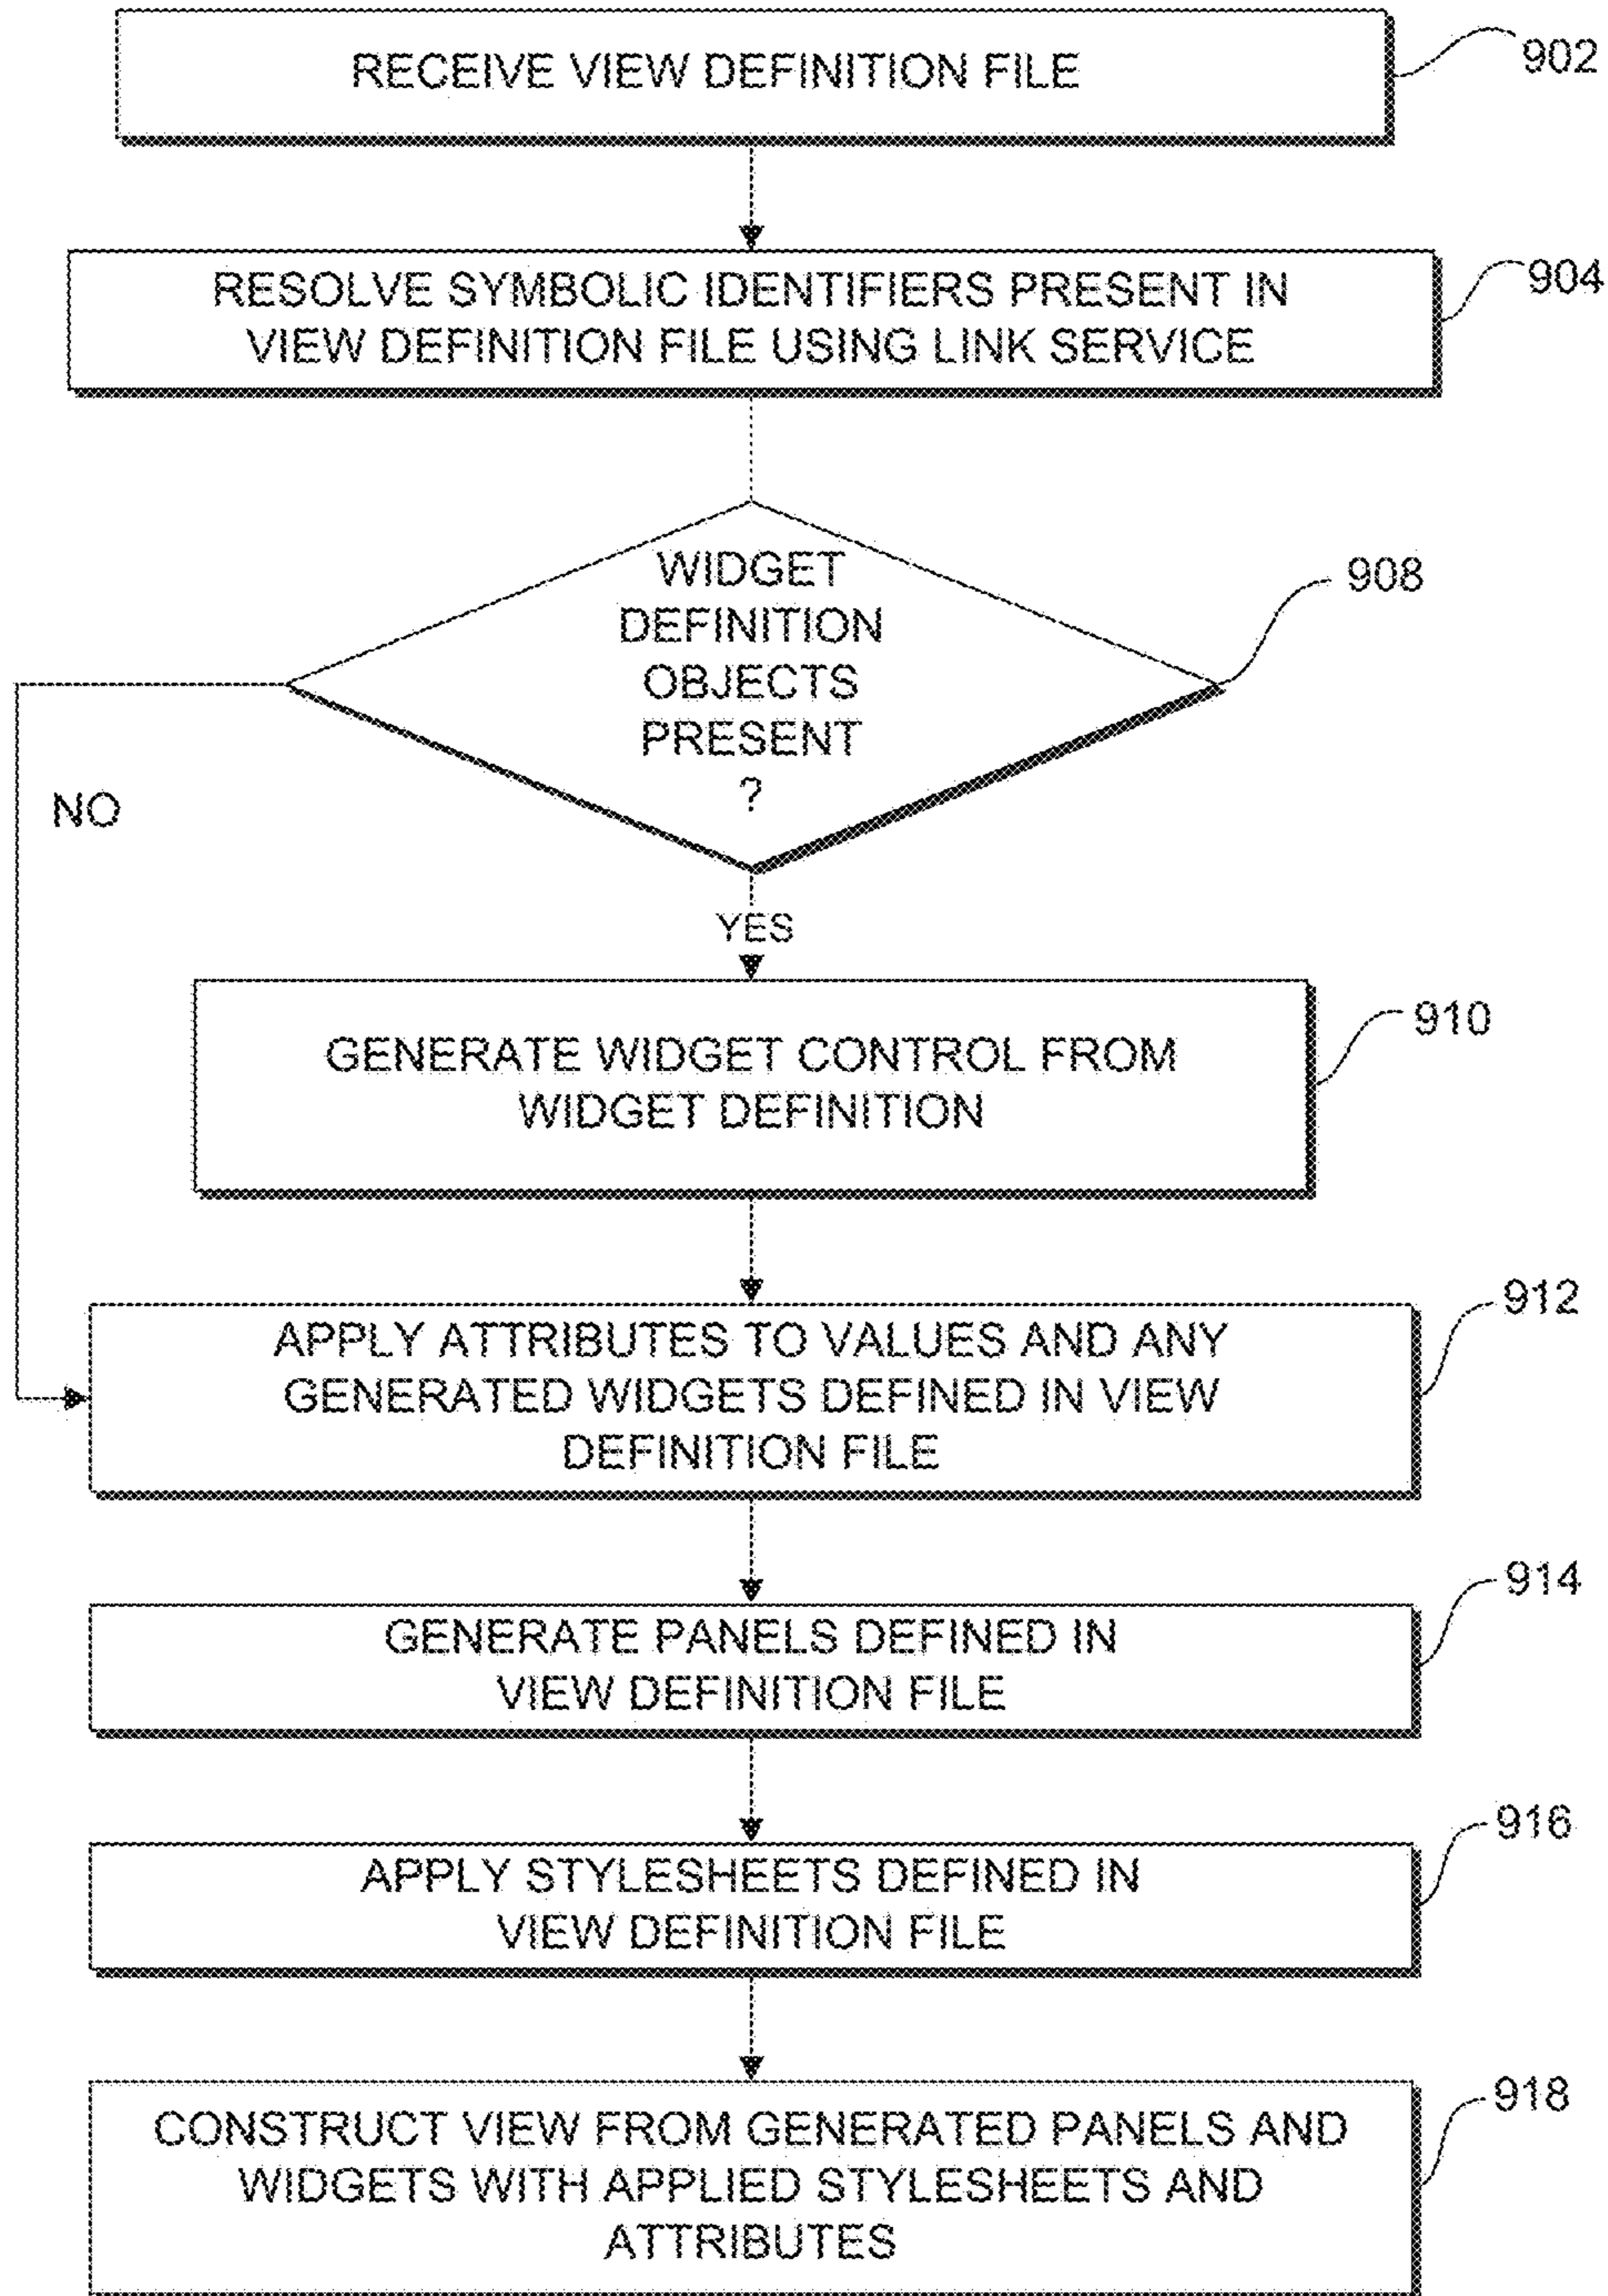 RECEIVE VIEW DEFINITION FILE
902
RESOLVE SYMBOLIC IDENTIFIERS PRESENT IN
VIEW DEFINITION FILE USING LINK SERVICE
904
WIDGET
DEFINITION
OBJECTS
PRESENT
?
908
NO
YES
GENERATE WIDGET CONTROL FROM
WIDGET DEFINITION
910
APPLY ATTRIBUTES TO VALUES AND ANY
GENERATED WIDGETS DEFINED IN VIEW
DEFINITION FILE
912
GENERATE PANELS DEFINED IN
VIEW DEFINITION FILE
914
APPLY STYLESHEETS DEFINED IN
VIEW DEFINITION FILE
916
CONSTRUCT VIEW FROM GENERATED PANELS AND
WIDGETS WITH APPLIED STYLESHEETS AND
ATTRIBUTES
918